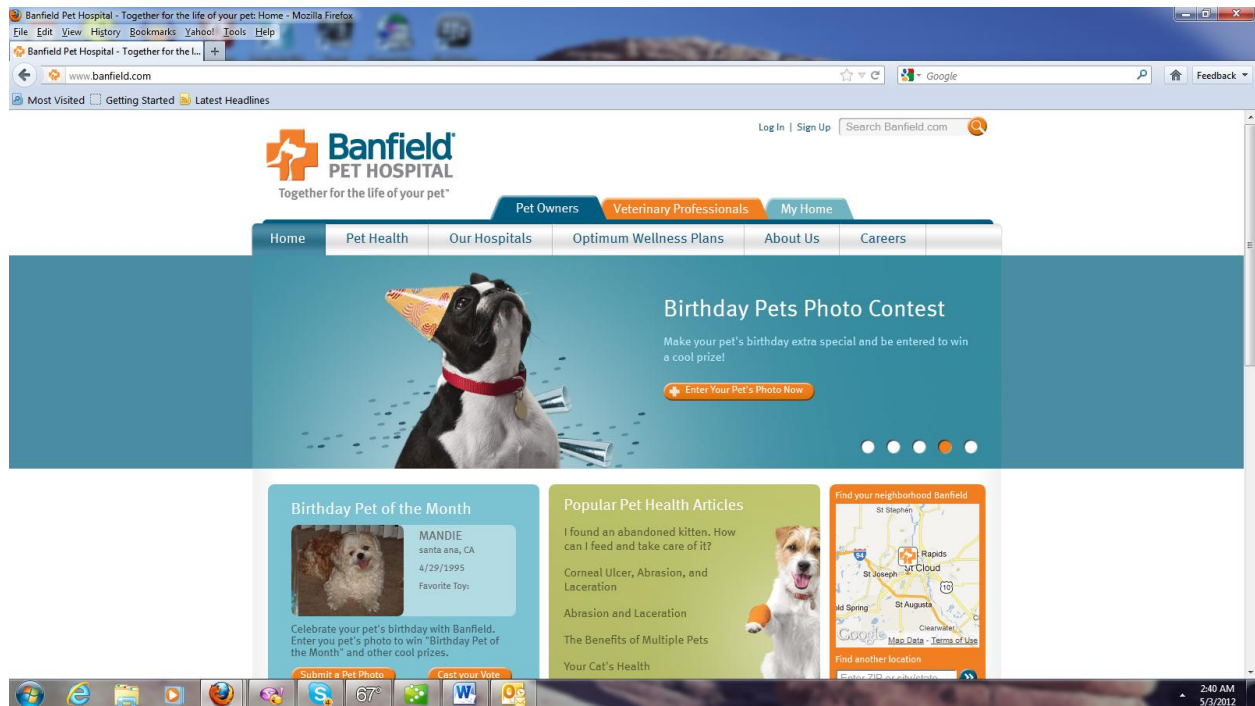 Banfield Pet Hospital - Together for the life of your pet: Home - Mozilla Firefox
File Edit View History Bookmarks Yahoo! Tools Help
Banfield Pet Hospital - Together for the l... +
www.banfield.com
Google
Feedback
Most Visited Getting Started Latest Headlines
Log In | Sign Up
Search Banfield.com
Banfield
PET HOSPITAL
Together for the life of your pet™
Pet Owners
Veterinary Professionals
My Home
Home
Pet Health
Our Hospitals
Optimum Wellness Plans
About Us
Careers
Birthday Pets Photo Contest
Make your pet's birthday extra special and be entered to win
a cool prize!
Enter Your Pet's Photo Now
Birthday Pet of the Month
MANDIE
santa ana, CA
4/29/1995
Favorite Toy:
Celebrate your pet's birthday with Banfield.
Enter you pet's photo to win "Birthday Pet of
the Month" and other cool prizes.
Submit a Pet Photo
Cast your Vote
Popular Pet Health Articles
I found an abandoned kitten. How
can I feed and take care of it?
Corneal Ulcer, Abrasion, and
Laceration
Abrasion and Laceration
The Benefits of Multiple Pets
Your Cat's Health
Find your neighborhood Banfield
St Stephen
94
Rapids
St Joseph
Cloud
10
St Augusta
Clearwater
Google
Map Data - Terms of Use
Find another location
Enter ZIP or city/state
67°
2:40 AM
5/3/2012